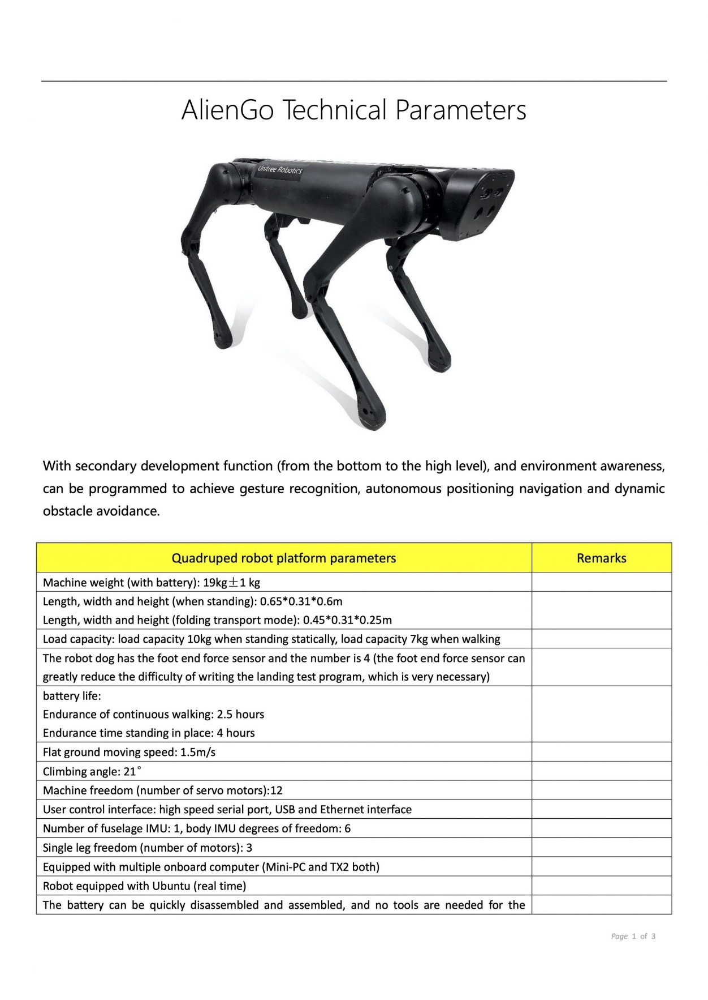 AlienGo Technical Parameters
Unitree Robotics
With secondary development function (from the bottom to the high level), and environment awareness,
can be programmed to achieve gesture recognition, autonomous positioning navigation and dynamic
obstacle avoidance.
Quadruped robot platform parameters
Remarks
Machine weight (with battery): 19kg±1 kg
Length, width and height (when standing): 0.65*0.31*0.6m
Length, width and height (folding transport mode): 0.45*0.31*0.25m
Load capacity: load capacity 10kg when standing statically, load capacity 7kg when walking
The robot dog has the foot end force sensor and the number is 4 (the foot end force sensor can
greatly reduce the difficulty of writing the landing test program, which is very necessary)
battery life:
Endurance of continuous walking: 2.5 hours
Endurance time standing in place: 4 hours
Flat ground moving speed: 1.5m/s
Climbing angle: 21°
Machine freedom (number of servo motors):12
User control interface: high speed serial port, USB and Ethernet interface
Number of fuselage IMU: 1, body IMU degrees of freedom: 6
Single leg freedom (number of motors): 3
Equipped with multiple onboard computer (Mini-PC and TX2 both)
Robot equipped with Ubuntu (real time)
The battery can be quickly disassembled and assembled, and no tools are needed for the
Page 1 of 3